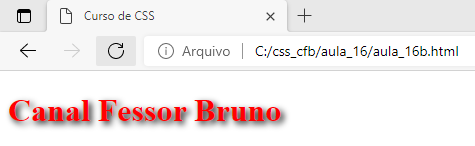 Curso de CSS
Arquivo C:/css_cfb/aula_16/aula_16b.html
Canal Fessor Bruno